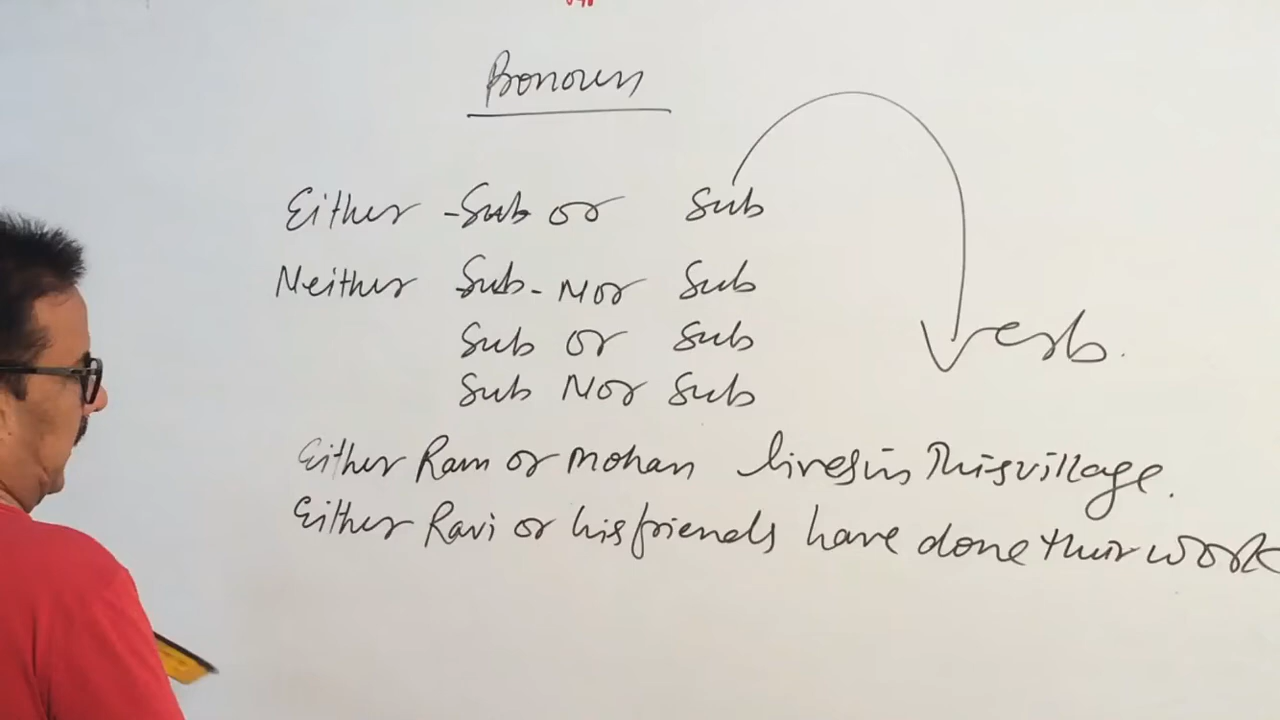 Pronoun
Either - Sub or Sub
Neither Sub - Nor Sub
Verb.
Sub or Sub
Sub Nor Sub
Either Ram or Mohan lives in This village.
Either Ravi or his friends have done their work